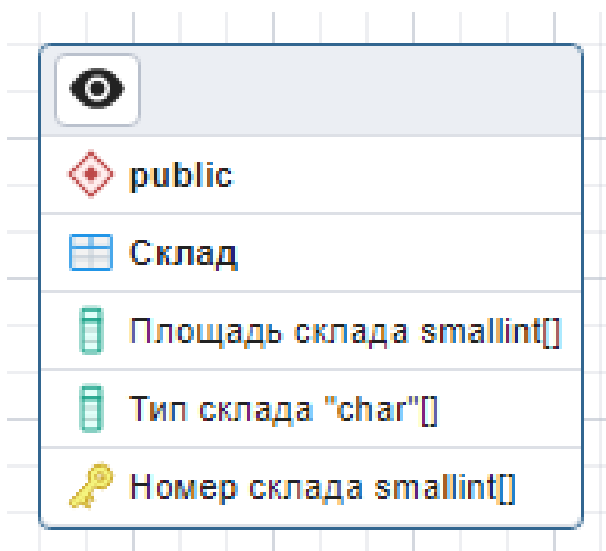 public
Склад
Площадь склада smallint[]
Тип склада "char"[]
Номер склада smallint[]